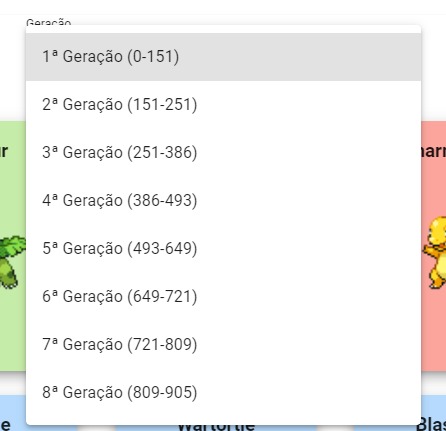 Geração
1ª Geração (0-151)
2ª Geração (151-251)
3ª Geração (251-386)
4ª Geração (386-493)
5ª Geração (493-649)
6ª Geração (649-721)
7ª Geração (721-809)
8ª Geração (809-905)
Wartortle